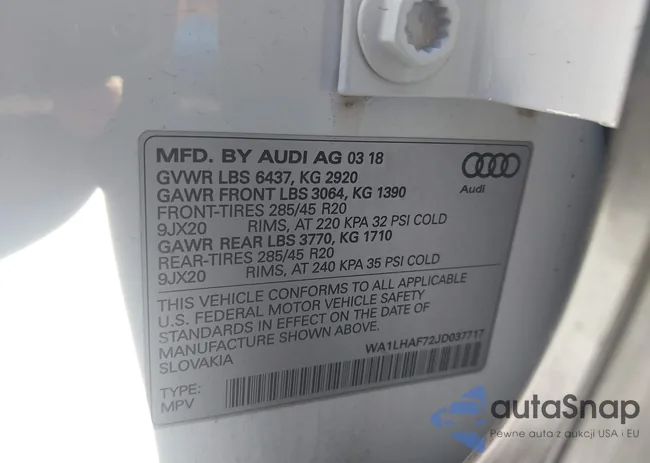 MFD. BY AUDI AG 03 18
GVWR LBS 6437, KG 2920
GAWR FRONT LBS 3064, KG 1390
FRONT-TIRES 285/45 R20
9JX20 RIMS, AT 220 KPA 32 PSI COLD
GAWR REAR LBS 3770, KG 1710
REAR-TIRES 285/45 R20
9JX20 RIMS, AT 240 KPA 35 PSI COLD
Audi
THIS VEHICLE CONFORMS TO ALL APPLICABLE
U.S. FEDERAL MOTOR VEHICLE SAFETY
STANDARDS IN EFFECT ON THE DATE OF
MANUFACTURE SHOWN ABOVE.
SLOVAKIA
WA1LHAF72JD037717
TYPE:
MPV
autaSnap
Pewne auta z aukcji USA i EU